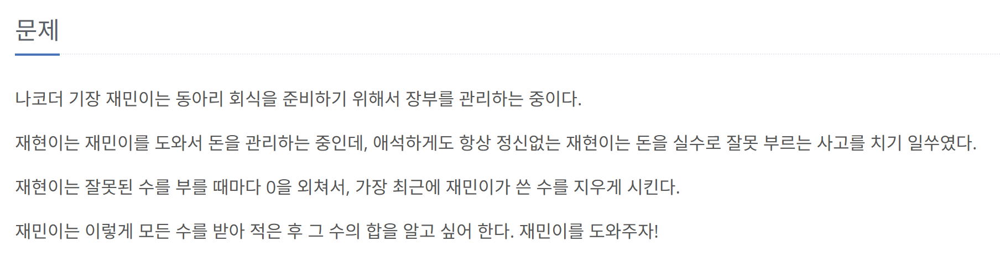 문제
나코더 기장 재민이는 동아리 회식을 준비하기 위해서 장부를 관리하는 중이다.
재현이는 재민이를 도와서 돈을 관리하는 중인데, 애석하게도 항상 정신없는 재현이는 돈을 실수로 잘못 부르는 사고를 치기 일쑤였다.
재현이는 잘못된 수를 부를 때마다 0을 외쳐서, 가장 최근에 재민이가 쓴 수를 지우게 시킨다.
재민이는 이렇게 모든 수를 받아 적은 후 그 수의 합을 알고 싶어 한다. 재민이를 도와주자!